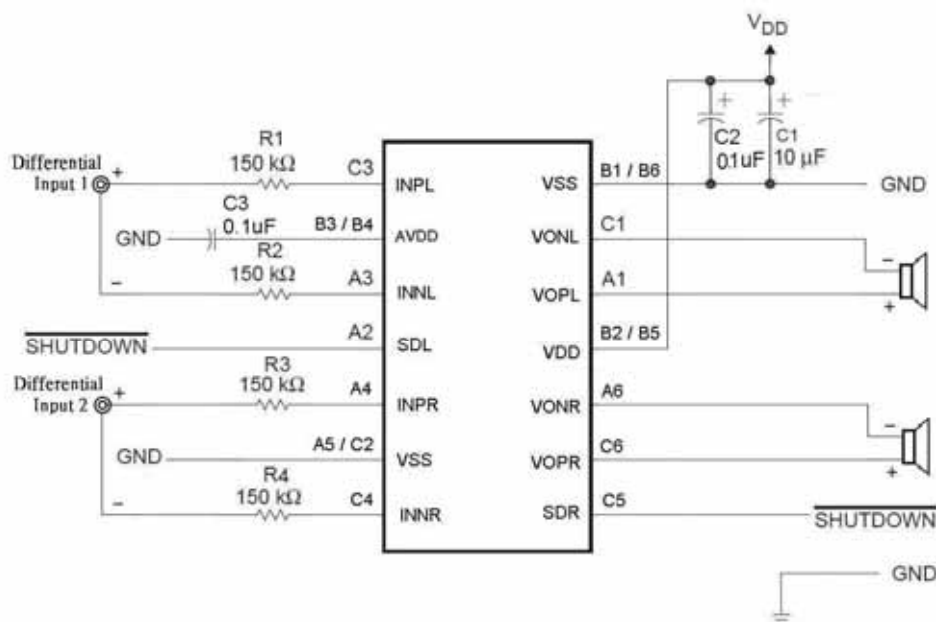 VDD
C2
0.1uF
C1
10 µF
R1
150 kΩ
Differential
Input 1
+
C3
INPL
VSS
B1 / B6
GND
C3
0.1uF
GND
B3 / B4
AVDD
VONL
C1
R2
150 kΩ
−
A3
INNL
VOPL
A1
−
+
SHUTDOWN
A2
SDL
VDD
B2 / B5
R3
150 kΩ
Differential
Input 2
+
A4
INPR
VONR
A6
GND
A5 / C2
VSS
VOPR
C6
−
+
R4
150 kΩ
−
C4
INNR
SDR
C5
SHUTDOWN
GND